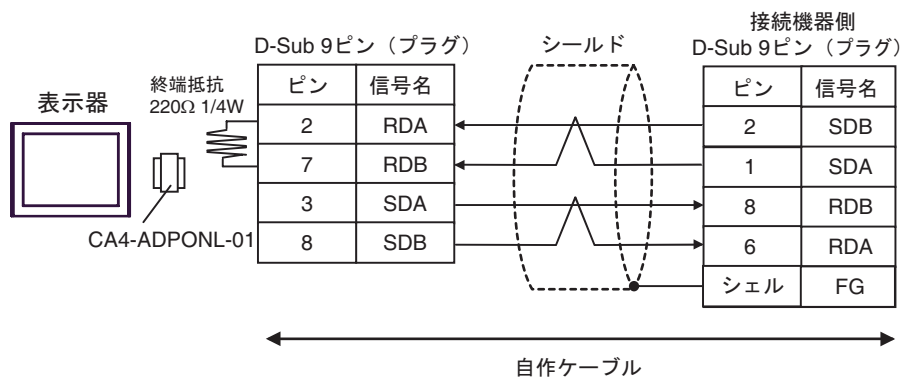 接続機器側
D-Sub 9ピン（プラグ）
シールド
D-Sub 9ピン（プラグ）
終端抵抗
220Ω 1/4W
表示器
CA4-ADPONL-01
ピン 信号名
2 RDA
7 RDB
3 SDA
8 SDB
ピン 信号名
2 SDB
1 SDA
8 RDB
6 RDA
シェル FG
自作ケーブル